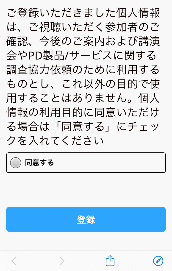 ご登録いただきました個人情報
は、ご視聴いただく参加者のご
確認、今後のご案内および講演
会やPD製品/サービスに関する
調査協力依頼のために利用する
ものとし、これ以外の目的で使
用することはありません。個人
情報の利用目的に同意いただけ
る場合は「同意する」にチェッ
クを入れてください
同意する
登録